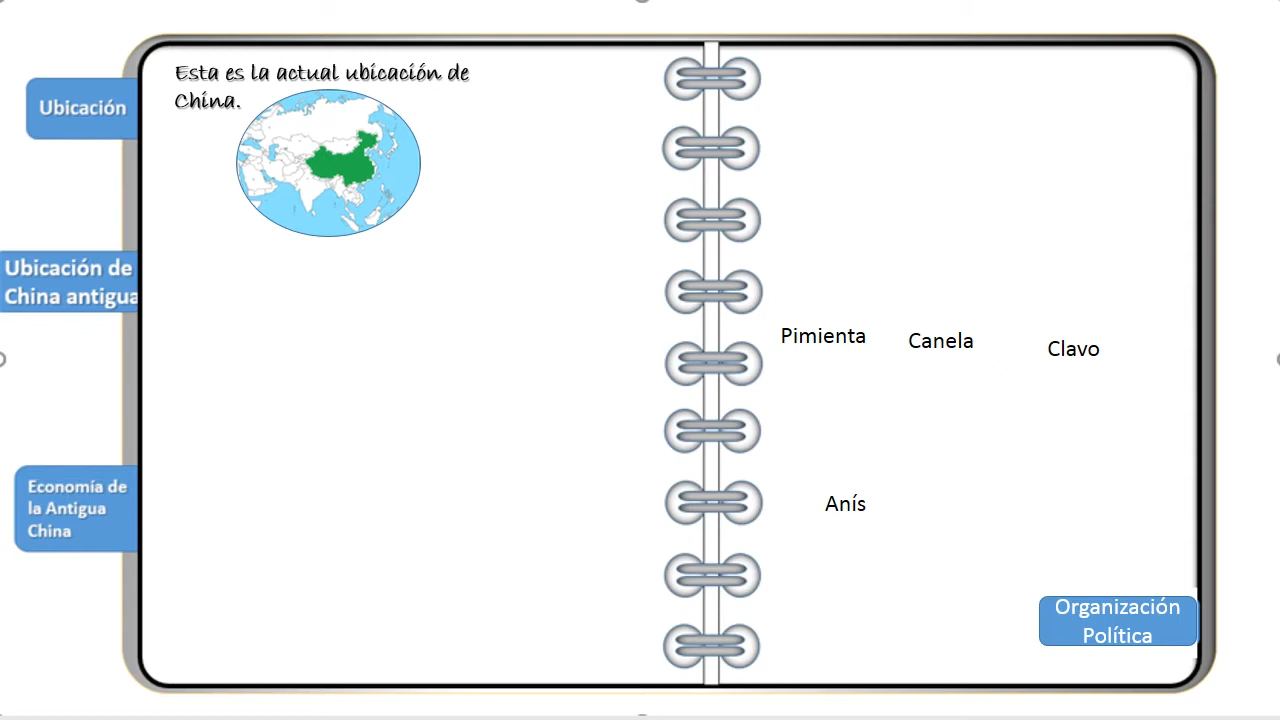 Esta es la actual ubicación de
China.
Ubicación
Ubicación de
China antigua
Economía de
la Antigua
China
Pimienta
Canela
Clavo
Anís
Organización
Política